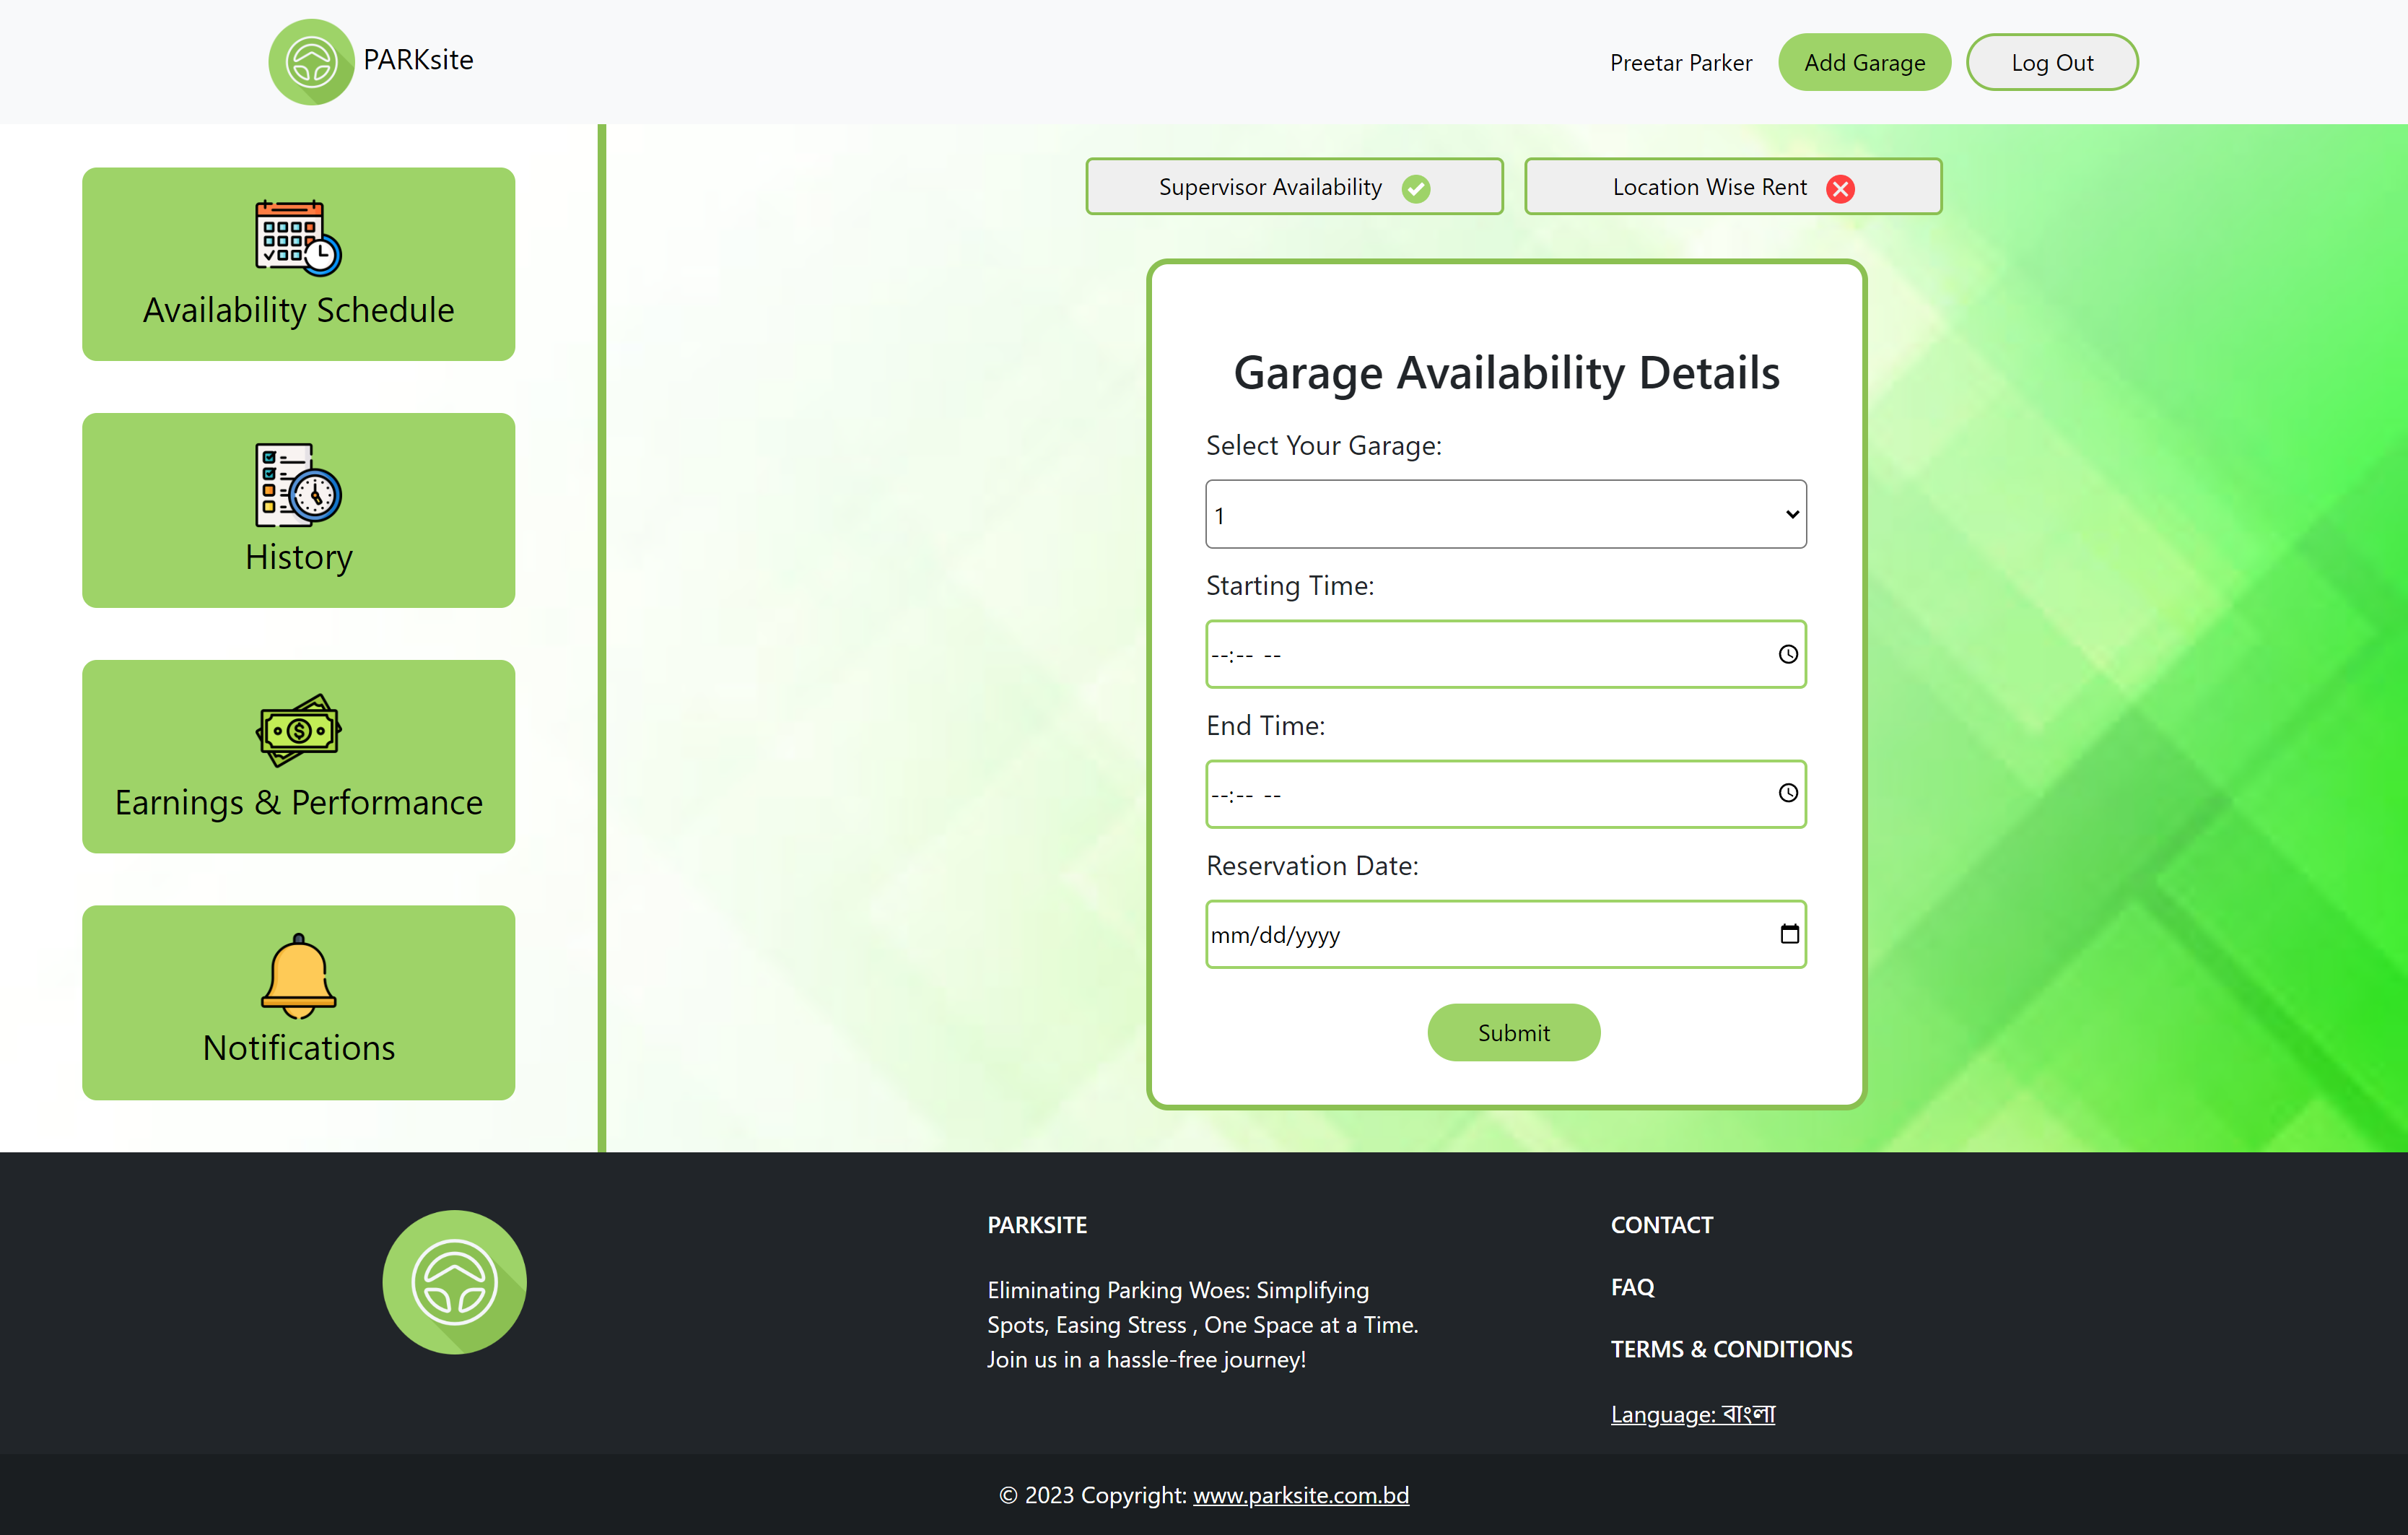 PARKsite
Preetar Parker
Add Garage
Log Out
Availability Schedule
History
Earnings & Performance
Notifications
Supervisor Availability
Location Wise Rent
Garage Availability Details
Select Your Garage:
1
Starting Time:
--:-- --
End Time:
--:-- --
Reservation Date:
mm/dd/yyyy
Submit
PARKSITE
Eliminating Parking Woes: Simplifying
Spots, Easing Stress , One Space at a Time.
Join us in a hassle-free journey!
CONTACT
FAQ
TERMS & CONDITIONS
Language: বাংলা
© 2023 Copyright: www.parksite.com.bd